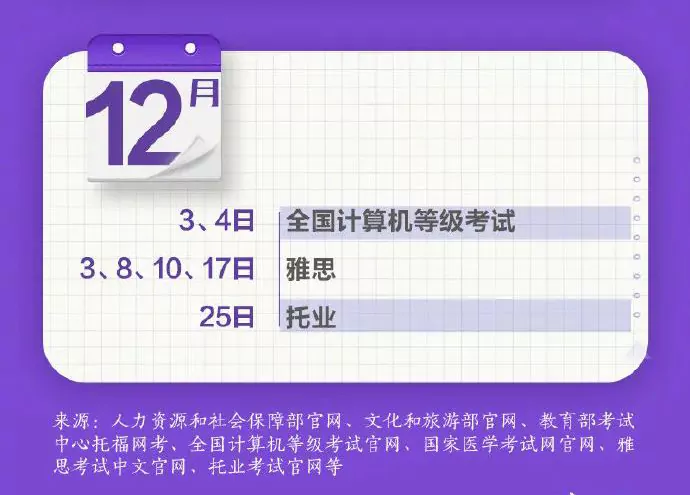 12月
3、4日 全国计算机等级考试
3、8、10、17日 雅思
25日 托业
来源：人力资源和社会保障部官网、文化和旅游部官网、教育部考试
中心托福网考、全国计算机等级考试官网、国家医学考试网官网、雅
思考试中文官网、托业考试官网等